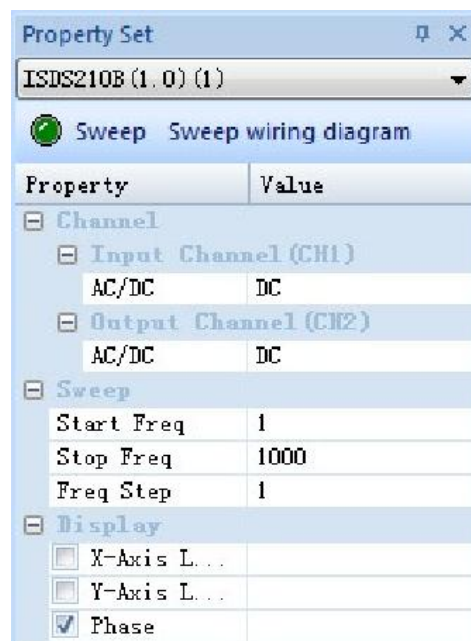 Property Set
ISDS210B(1.0)(1)
Sweep Sweep wiring diagram
Property Value
Channel
Input Channel(CH1)
AC/DC DC
Output Channel(CH2)
AC/DC DC
Sweep
Start Freq 1
Stop Freq 1000
Freq Step 1
Display
X-Axis L...
Y-Axis L...
Phase